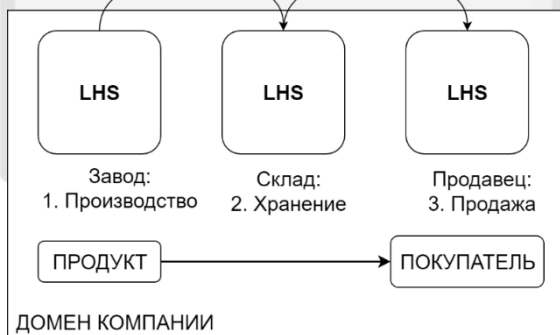 LHS
LHS
LHS
Завод:
1. Производство
Склад:
2. Хранение
Продавец:
3. Продажа
ПРОДУКТ
ПОКУПАТЕЛЬ
ДОМЕН КОМПАНИИ